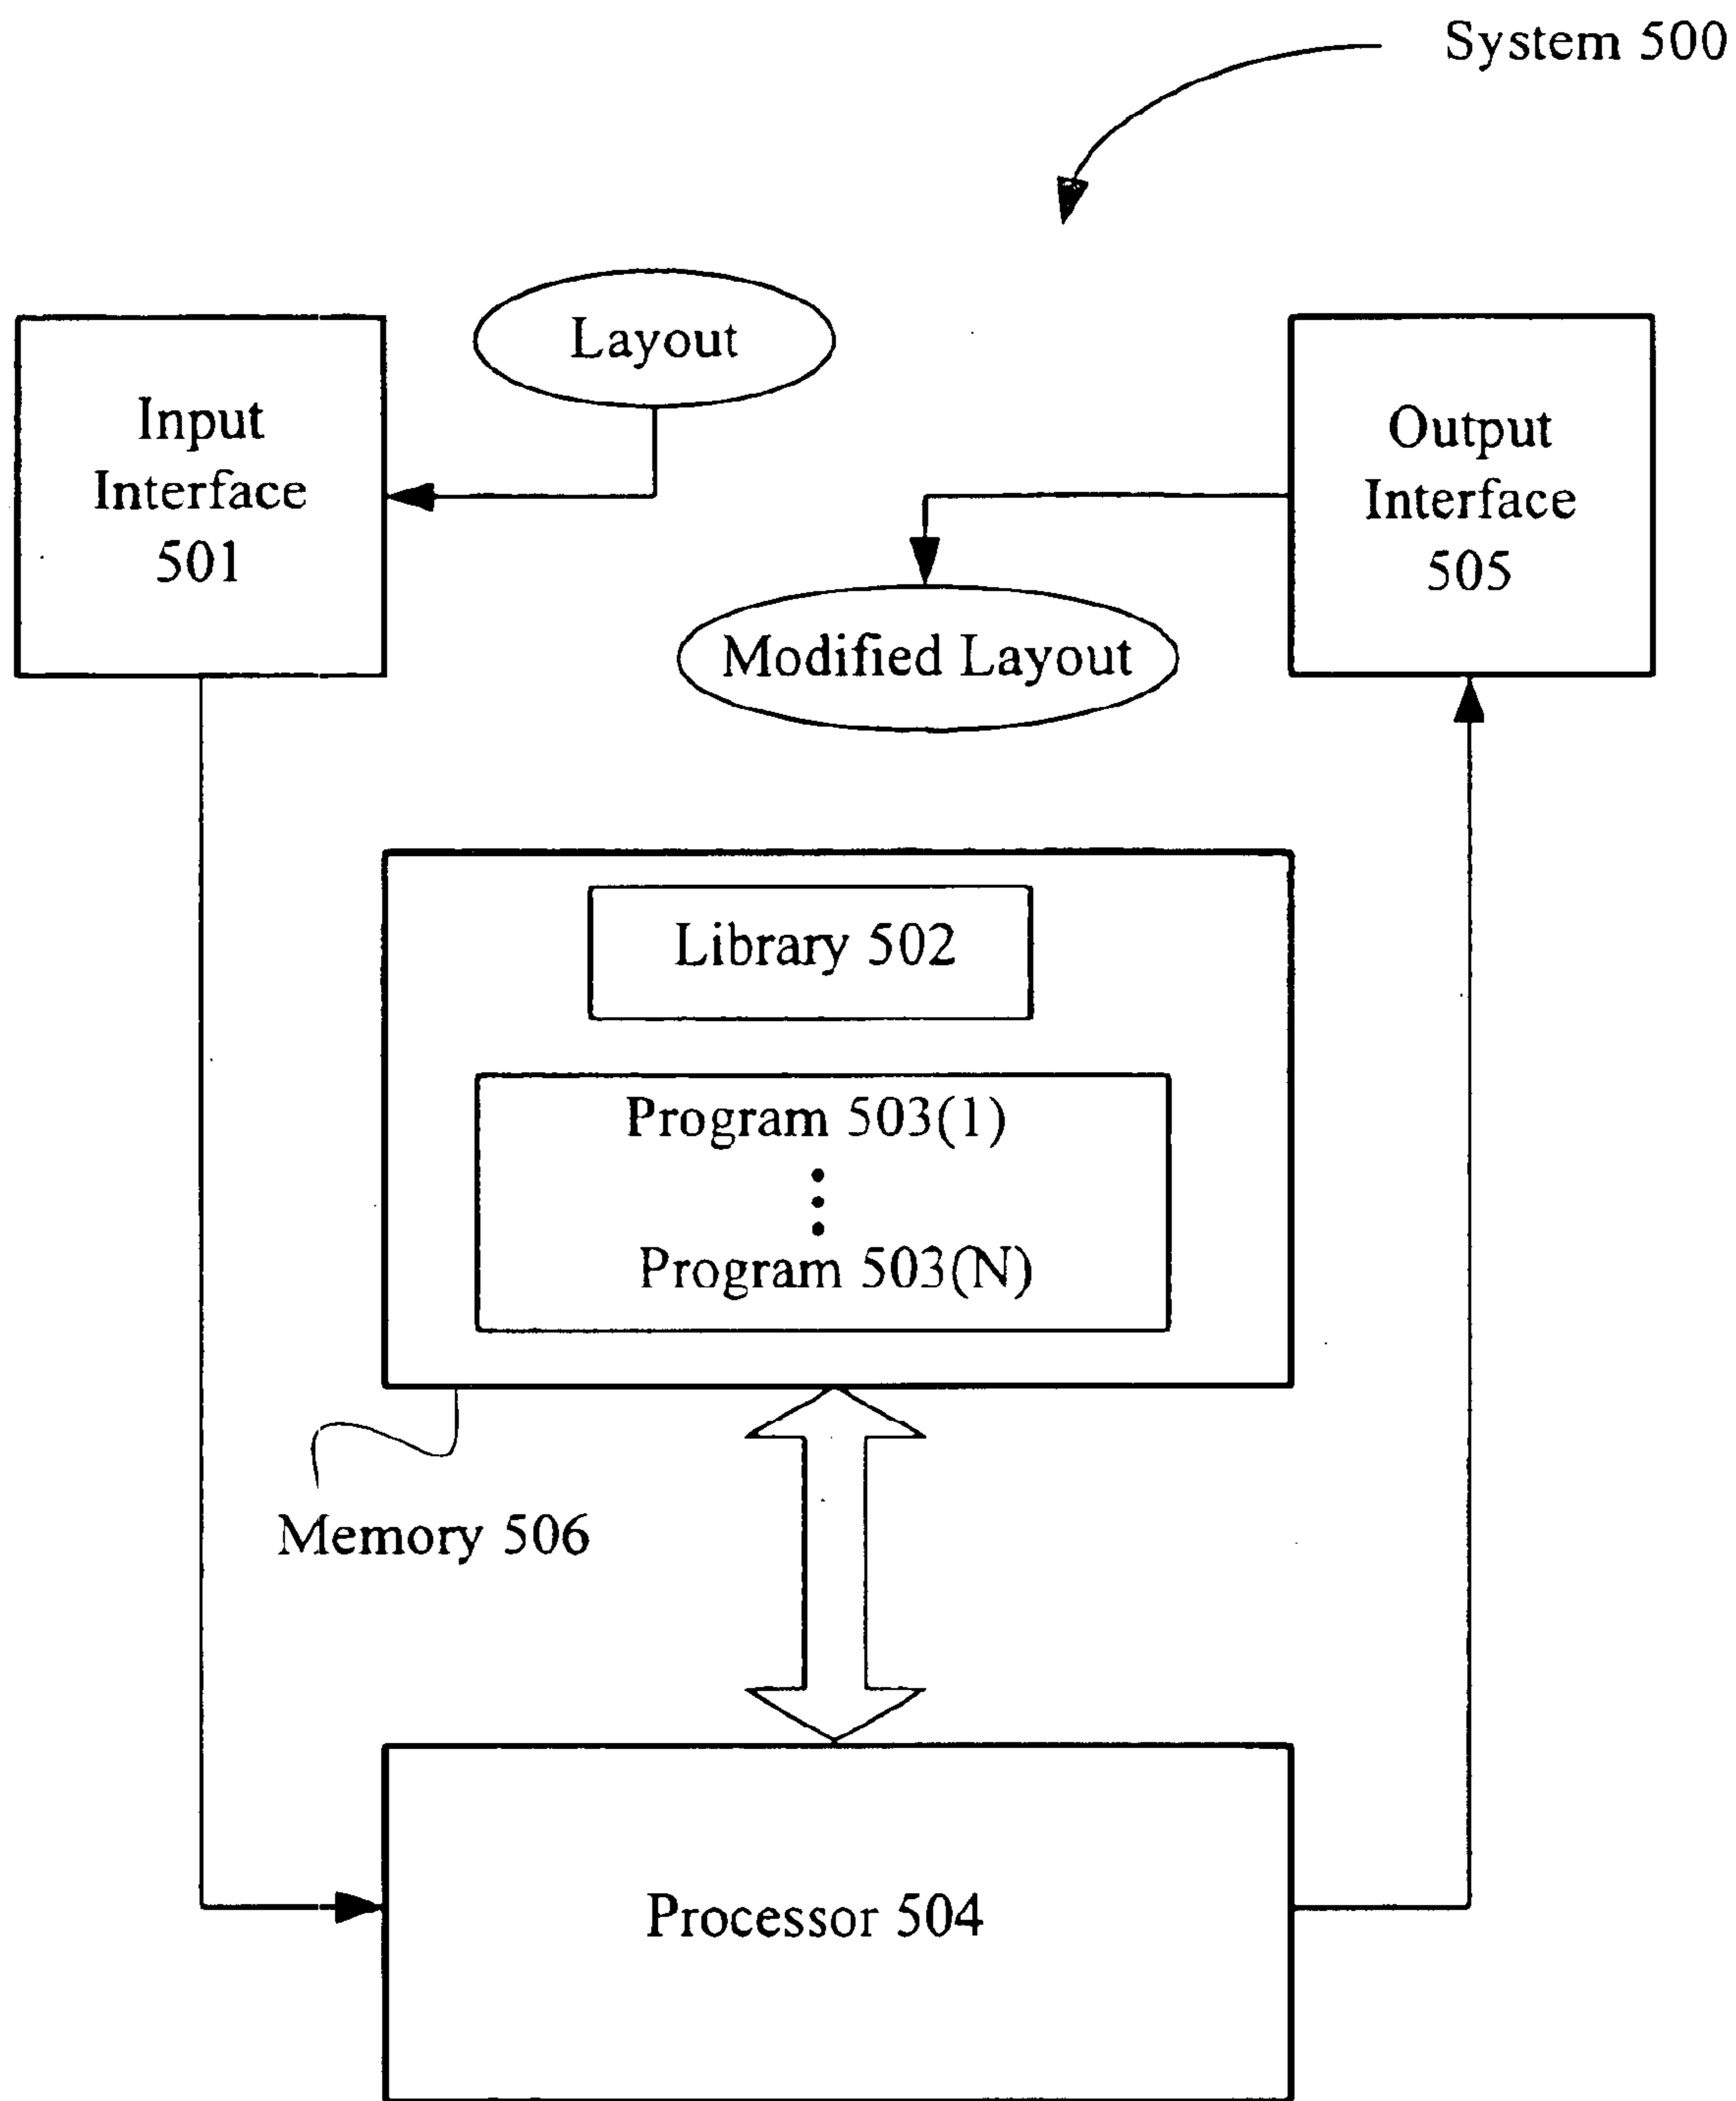 System 500
Layout
Input
Interface
501
Output
Interface
505
Modified Layout
Library 502
Program 503(1)
Program 503(N)
Memory 506
Processor 504